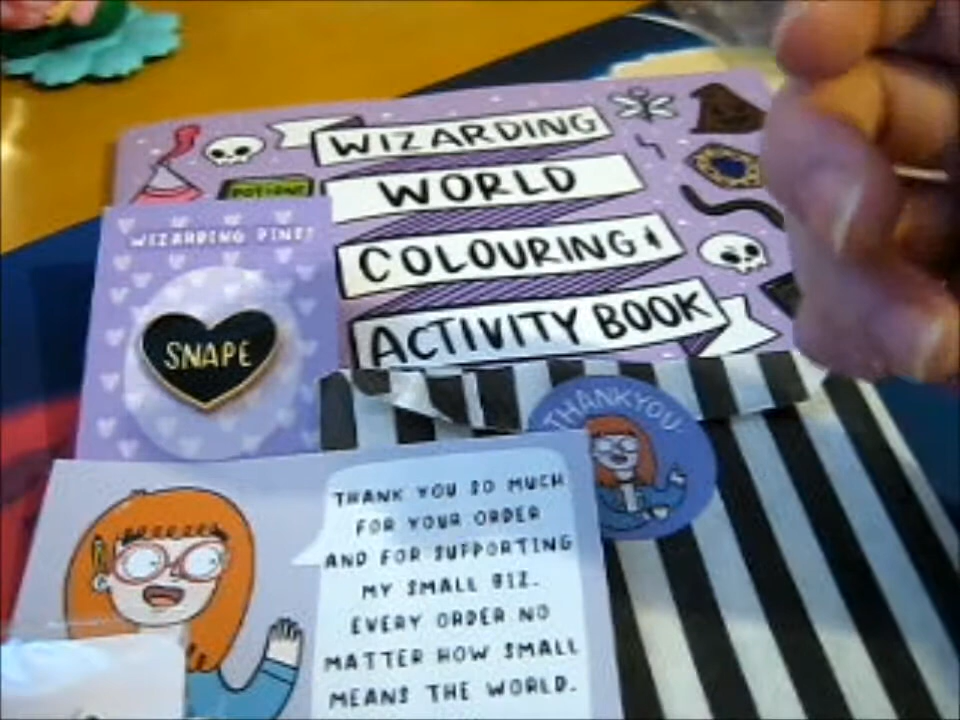 WIZARDING
WORLD
COLOURING &
ACTIVITY BOOK
POTIONS
WIZARDING PINS!
SNAPE
THANK YOU
THANK YOU SO MUCH
FOR YOUR ORDER
AND FOR SUPPORTING
MY SMALL BIZ.
EVERY ORDER NO
MATTER HOW SMALL
MEANS THE WORLD.